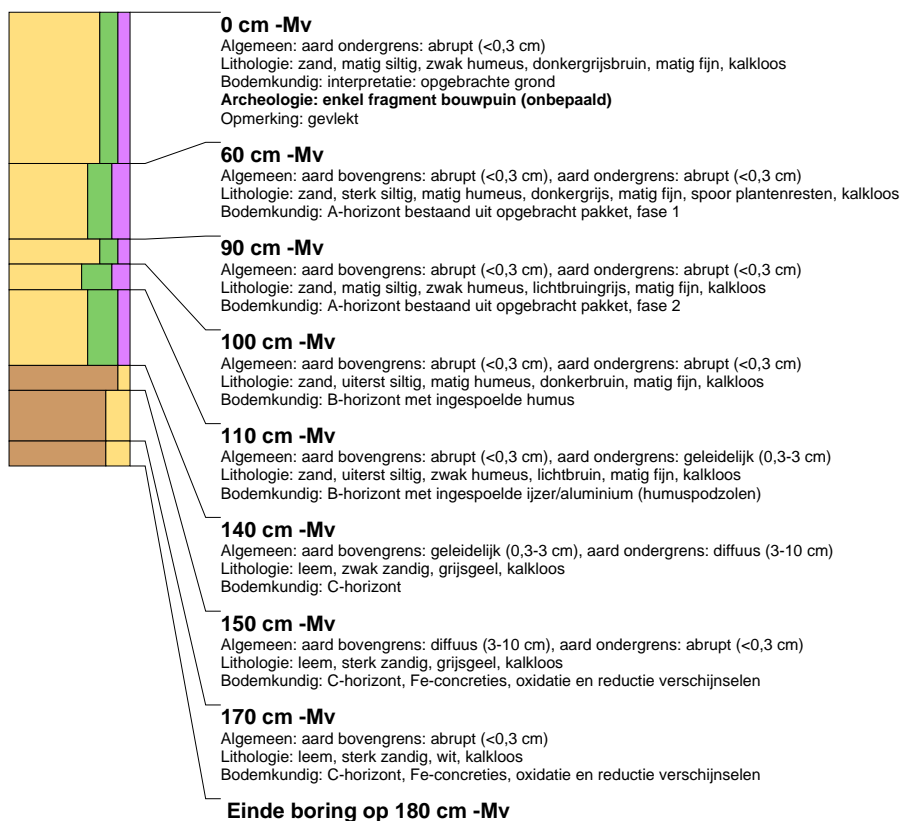 0 cm -Mv
Algemeen: aard ondergrens: abrupt (<0,3 cm)
Lithologie: zand, matig siltig, zwak humeus, donkergrijsbruin, matig fijn, kalkloos
Bodemkundig: interpretatie: opgebrachte grond
Archeologie: enkel fragment bouwpuin (onbepaald)
Opmerking: gevlekt
60 cm -Mv
Algemeen: aard bovengrens: abrupt (<0,3 cm), aard ondergrens: abrupt (<0,3 cm)
Lithologie: zand, sterk siltig, matig humeus, donkergrijs, matig fijn, spoor plantenresten, kalkloos
Bodemkundig: A-horizont bestaand uit opgebracht pakket, fase 1
90 cm -Mv
Algemeen: aard bovengrens: abrupt (<0,3 cm), aard ondergrens: abrupt (<0,3 cm)
Lithologie: zand, matig siltig, zwak humeus, lichtbruingrijs, matig fijn, kalkloos
Bodemkundig: A-horizont bestaand uit opgebracht pakket, fase 2
100 cm -Mv
Algemeen: aard bovengrens: abrupt (<0,3 cm), aard ondergrens: abrupt (<0,3 cm)
Lithologie: zand, uiterst siltig, matig humeus, donkerbruin, matig fijn, kalkloos
Bodemkundig: B-horizont met ingespoelde humus
110 cm -Mv
Algemeen: aard bovengrens: abrupt (<0,3 cm), aard ondergrens: geleidelijk (0,3-3 cm)
Lithologie: zand, uiterst siltig, zwak humeus, lichtbruin, matig fijn, kalkloos
Bodemkundig: B-horizont met ingespoelde ijzer/aluminium (humuspodzolen)
140 cm -Mv
Algemeen: aard bovengrens: geleidelijk (0,3-3 cm), aard ondergrens: diffuus (3-10 cm)
Lithologie: leem, zwak zandig, grijsgeel, kalkloos
Bodemkundig: C-horizont
150 cm -Mv
Algemeen: aard bovengrens: diffuus (3-10 cm), aard ondergrens: abrupt (<0,3 cm)
Lithologie: leem, sterk zandig, grijsgeel, kalkloos
Bodemkundig: C-horizont, Fe-concreties, oxidatie en reductie verschijnselen
170 cm -Mv
Algemeen: aard bovengrens: abrupt (<0,3 cm)
Lithologie: leem, sterk zandig, wit, kalkloos
Bodemkundig: C-horizont, Fe-concreties, oxidatie en reductie verschijnselen
Einde boring op 180 cm -Mv